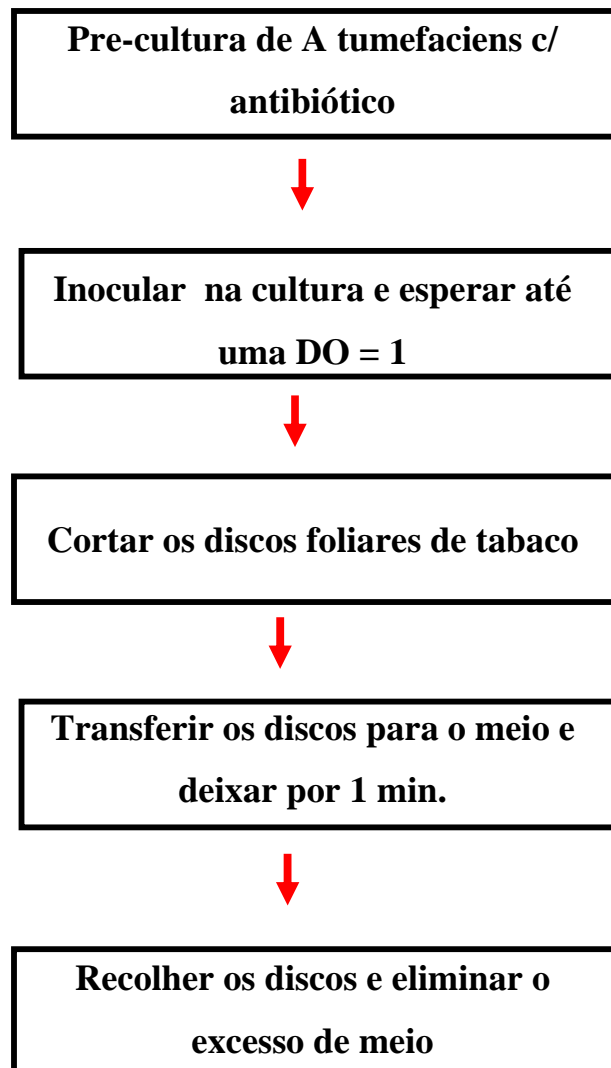 Pre-cultura de A tumefaciens c/
antibiótico
Inocular na cultura e esperar até
uma DO = 1
Cortar os discos foliares de tabaco
Transferir os discos para o meio e
deixar por 1 min.
Recolher os discos e eliminar o
excesso de meio